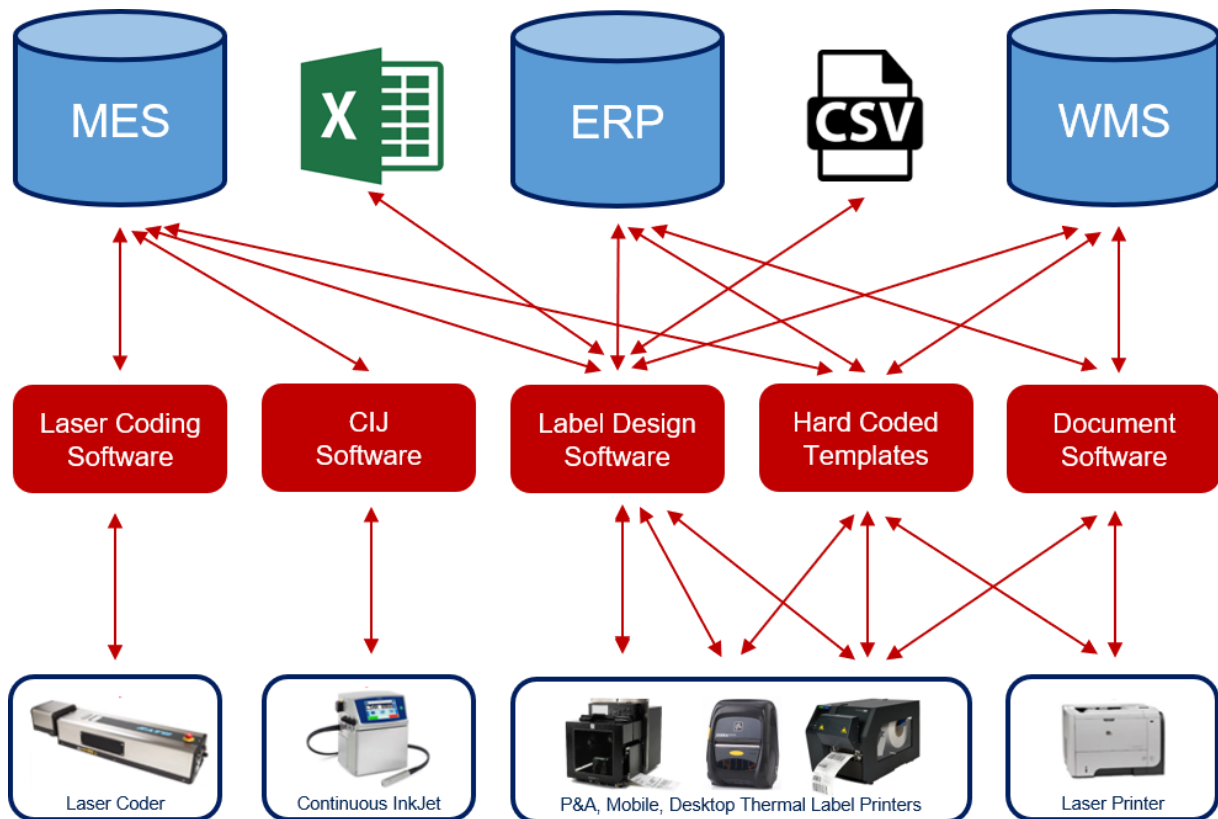 MES
X
ERP
CSV
WMS
Laser Coding
Software
CIJ
Software
Label Design
Software
Hard Coded
Templates
Document
Software
Laser Coder
Continuous InkJet
P&A, Mobile, Desktop Thermal Label Printers
Laser Printer